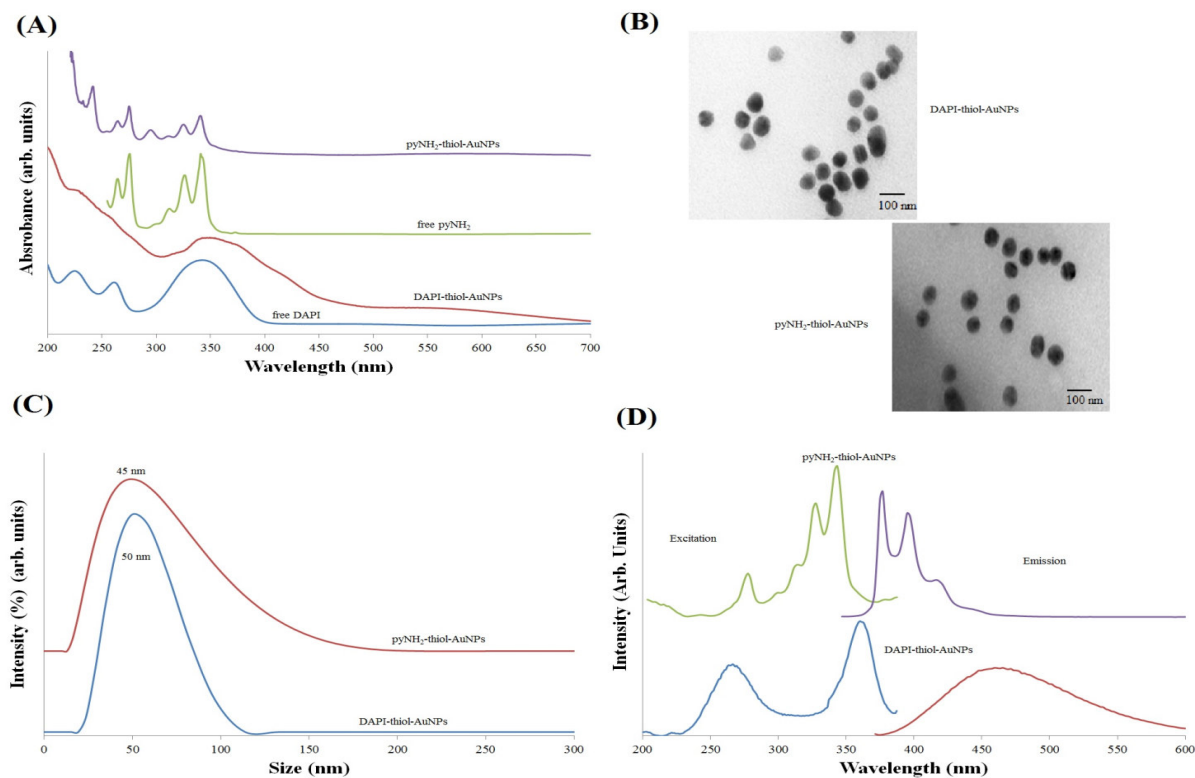 (A)
Absrobance (arb. units)
pyNH₂-thiol-AuNPs
free pyNH₂
DAPI-thiol-AuNPs
free DAPI
200 250 300 350 400 450 500 550 600 650 700
Wavelength (nm)
(B)
DAPI-thiol-AuNPs
100 nm
pyNH₂-thiol-AuNPs
100 nm
(C)
Intensity (%) (arb. units)
45 nm
50 nm
pyNH₂-thiol-AuNPs
DAPI-thiol-AuNPs
0 50 100 150 200 250 300
Size (nm)
(D)
Intensity (Arb. Units)
pyNH₂-thiol-AuNPs
Excitation
Emission
DAPI-thiol-AuNPs
200 250 300 350 400 450 500 550 600
Wavelength (nm)